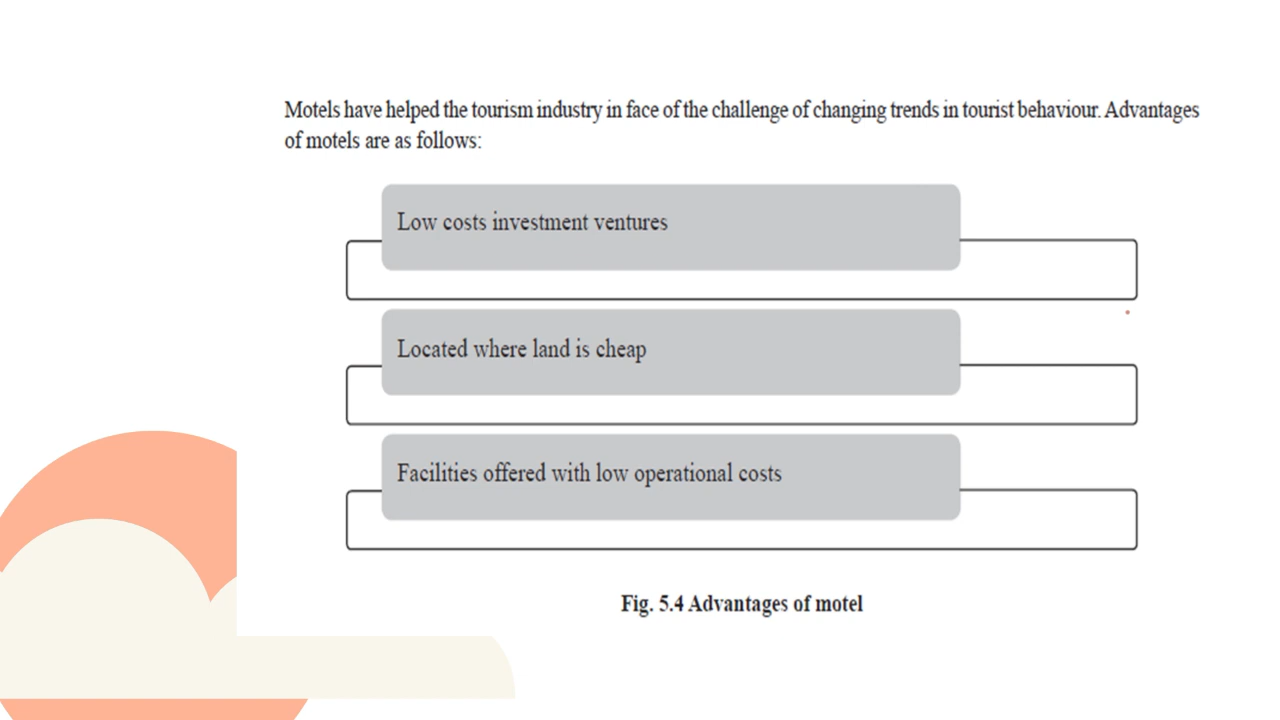 Motels have helped the tourism industry in face of the challenge of changing trends in tourist behaviour. Advantages
of motels are as follows:
Low costs investment ventures
Located where land is cheap
Facilities offered with low operational costs
Fig. 5.4 Advantages of motel